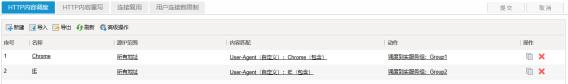 HTTP内容调度 HTTP内容重写 连接复用 用户连接数限制 提交 取消
新建 导入 导出 刷新 高级操作
序号 名称 源IP范围 内容匹配 动作 操作
1 Chrome 所有地址 User-Agent（自定义）：Chrome（包含） 调度到实服务组：Group1
2 IE 所有地址 User-Agent（自定义）：IE（包含） 调度到实服务组：Group2